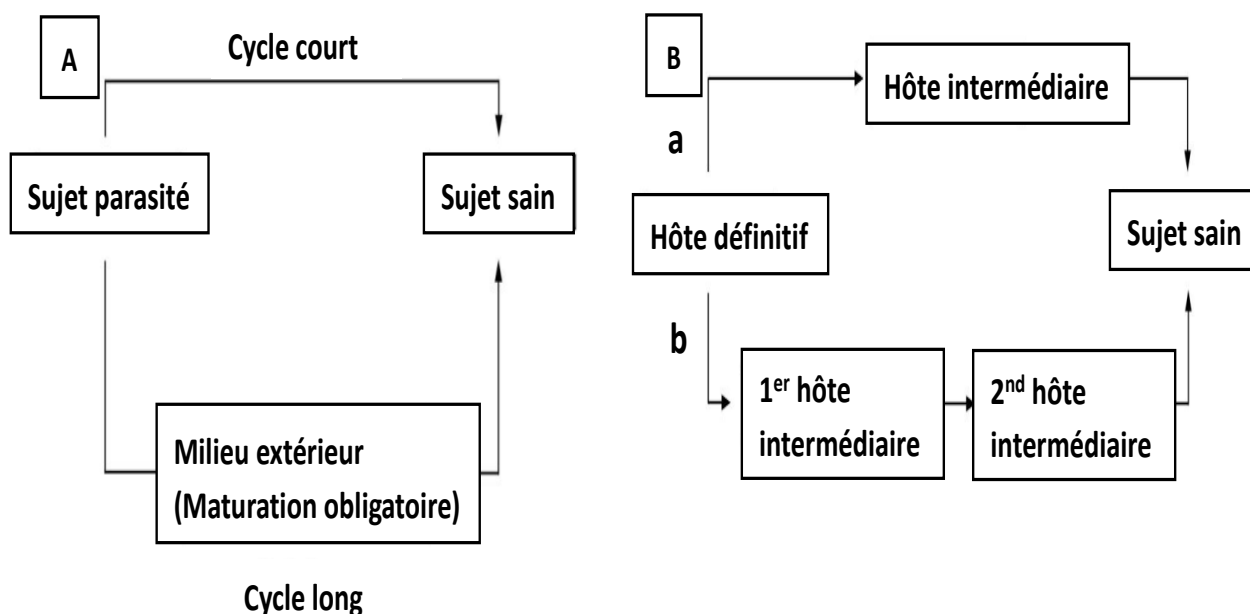 A
Cycle court
Sujet parasité
Sujet sain
Milieu extérieur
(Maturation obligatoire)
Cycle long
B
Hôte intermédiaire
a
Hôte définitif
Sujet sain
b
1er hôte
intermédiaire
2nd hôte
intermédiaire